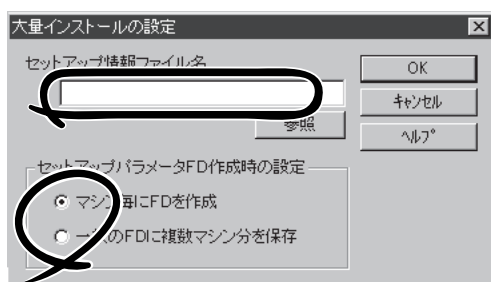 大量インストールの設定
セットアップ情報ファイル名
OK
キャンセル
ヘルプ
参照
セットアップパラメータFD作成時の設定
マシン毎にFDを作成
一枚のFDに複数マシン分を保存